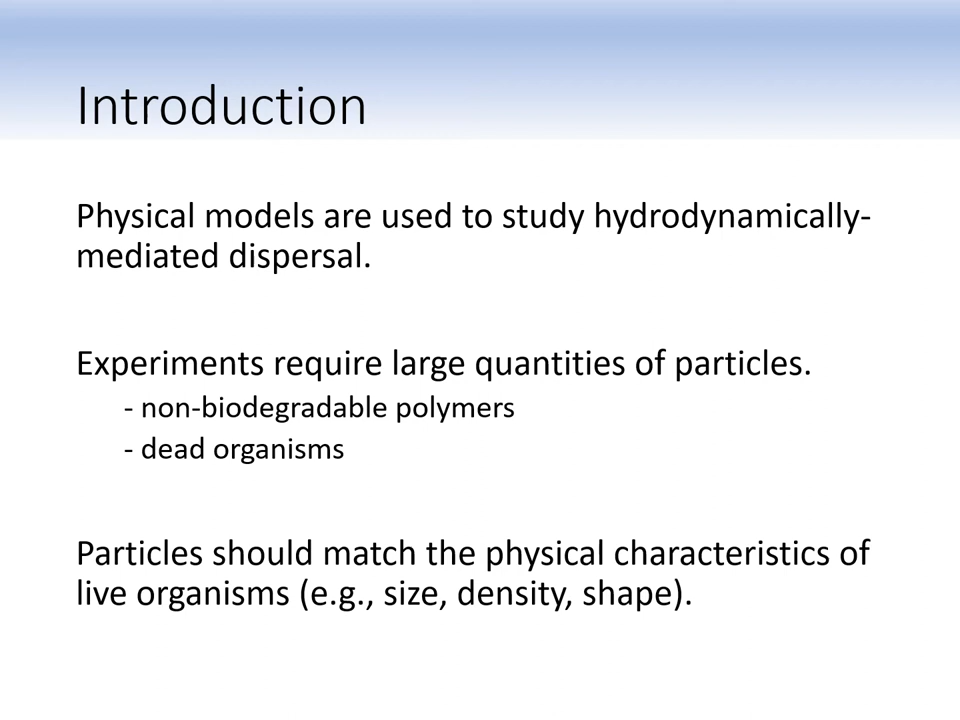 Introduction
Physical models are used to study hydrodynamically-
mediated dispersal.
Experiments require large quantities of particles.
- non-biodegradable polymers
- dead organisms
Particles should match the physical characteristics of
live organisms (e.g., size, density, shape).